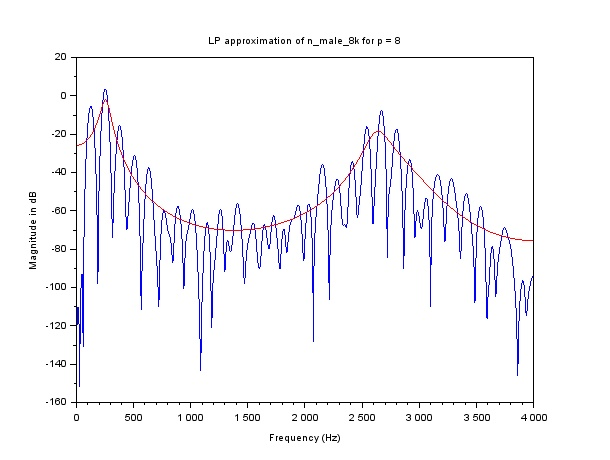 LP approximation of n_male_8k for p = 8
20
0
-20
-40
-60
-80
-100
-120
-140
-160
Magnitude in dB
0 500 1 000 1 500 2 000 2 500 3 000 3 500 4 000
Frequency (Hz)